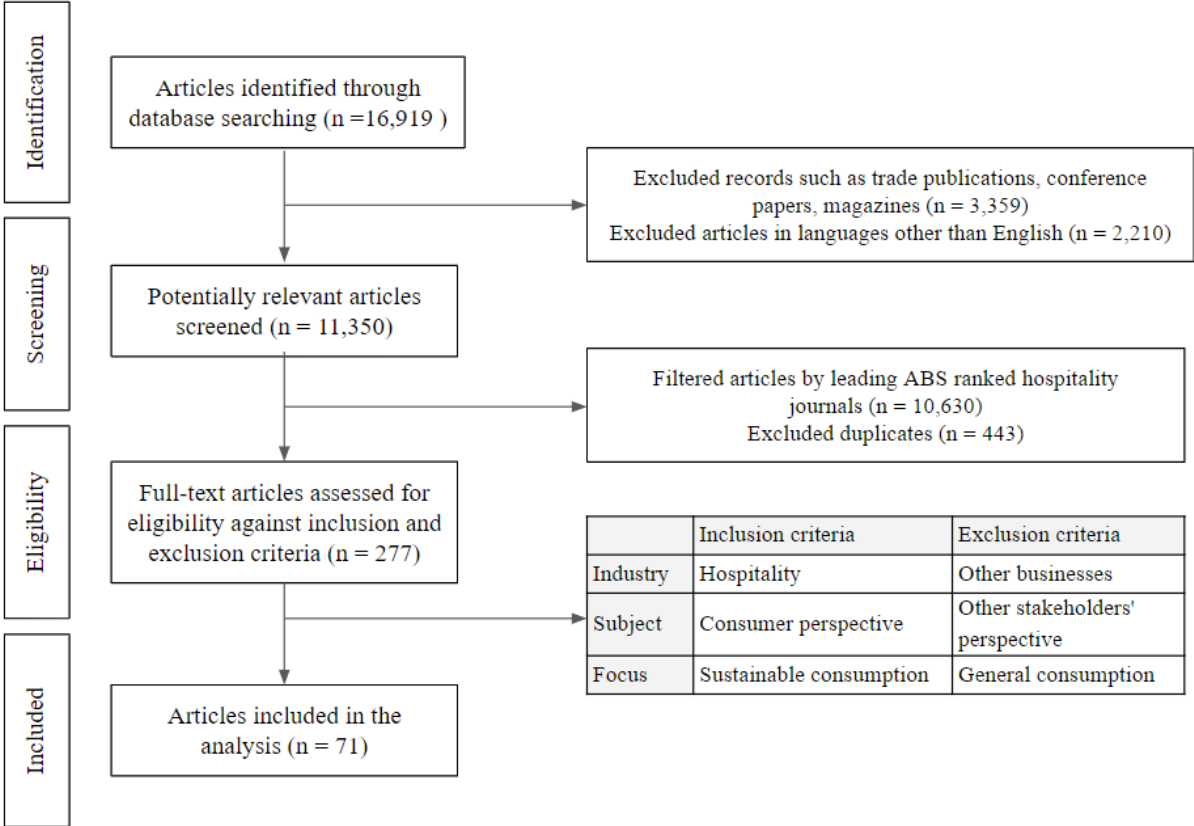 Identification
Articles identified through
database searching (n =16,919 )
Excluded records such as trade publications, conference
papers, magazines (n = 3,359)
Excluded articles in languages other than English (n = 2,210)
Screening
Potentially relevant articles
screened (n = 11,350)
Filtered articles by leading ABS ranked hospitality
journals (n = 10,630)
Excluded duplicates (n = 443)
Eligibility
Full-text articles assessed for
eligibility against inclusion and
exclusion criteria (n = 277)
Inclusion criteria Exclusion criteria
Industry Hospitality Other businesses
Subject Consumer perspective Other stakeholders'
perspective
Focus Sustainable consumption General consumption
Included
Articles included in the
analysis (n = 71)